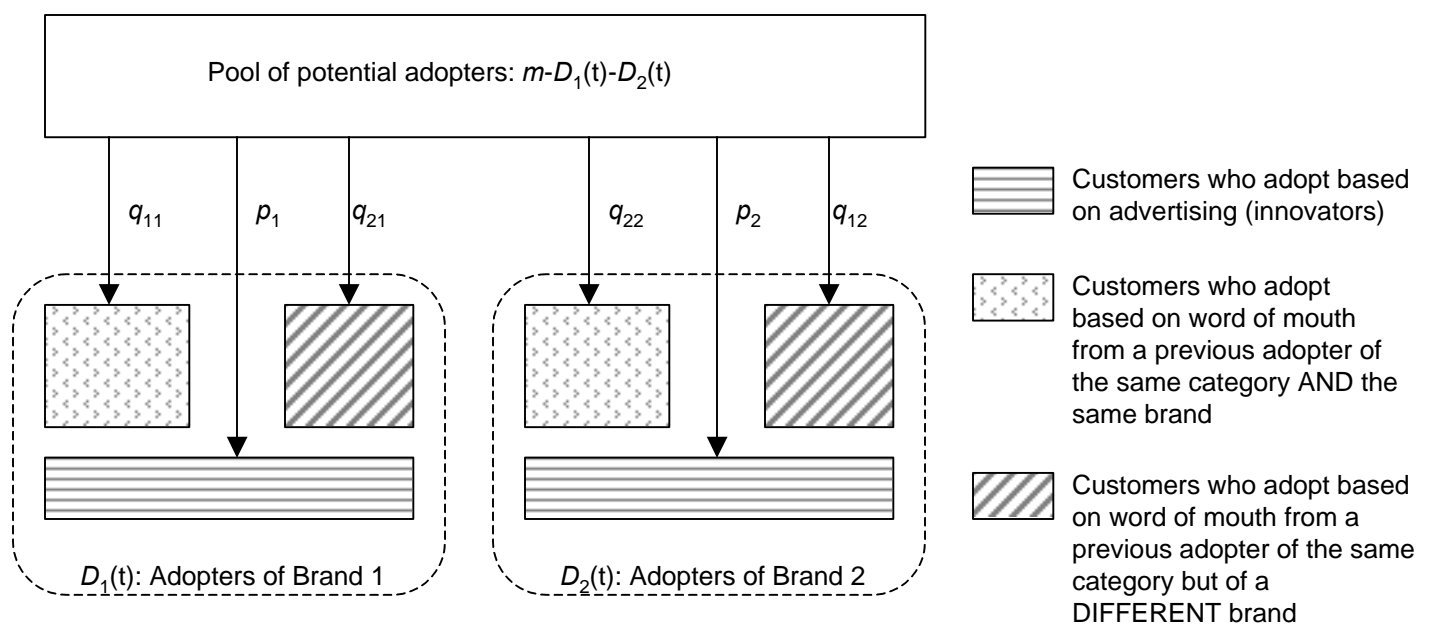 Pool of potential adopters: m-D₁(t)-D₂(t)
q₁₁
p₁
q₂₁
q₂₂
p₂
q₁₂
D₁(t): Adopters of Brand 1
D₂(t): Adopters of Brand 2
Customers who adopt based
on advertising (innovators)
Customers who adopt
based on word of mouth
from a previous adopter of
the same category AND the
same brand
Customers who adopt based
on word of mouth from a
previous adopter of the same
category but of a
DIFFERENT brand